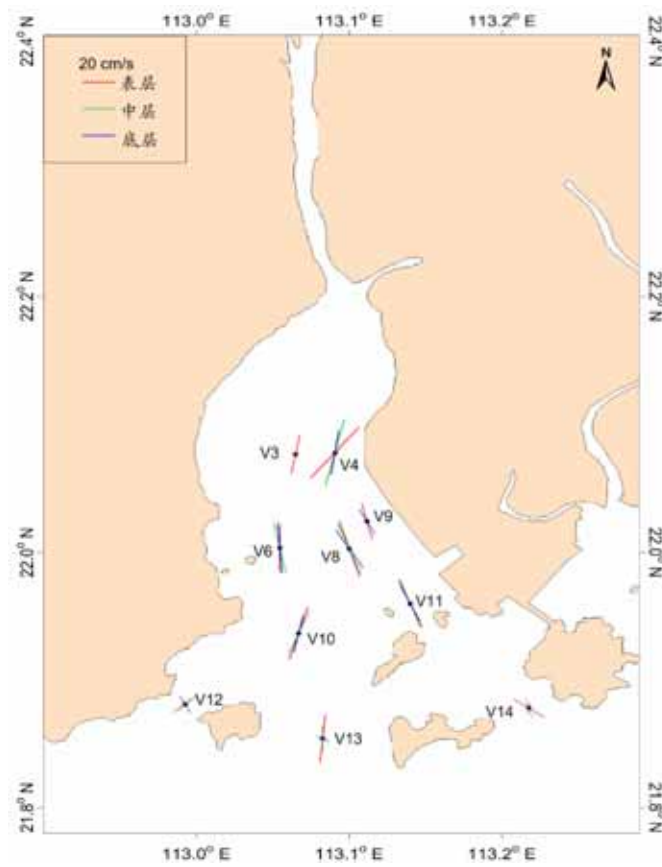 113.0° E 113.1° E 113.2° E
22.4° N 22.4° N
20 cm/s
表层
中层
底层
N
22.2° N 22.2° N
V3
V4
V9
V6
V8
22.0° N 22.0° N
V11
V10
V12
V14
V13
21.8° N 21.8° N
113.0° E 113.1° E 113.2° E